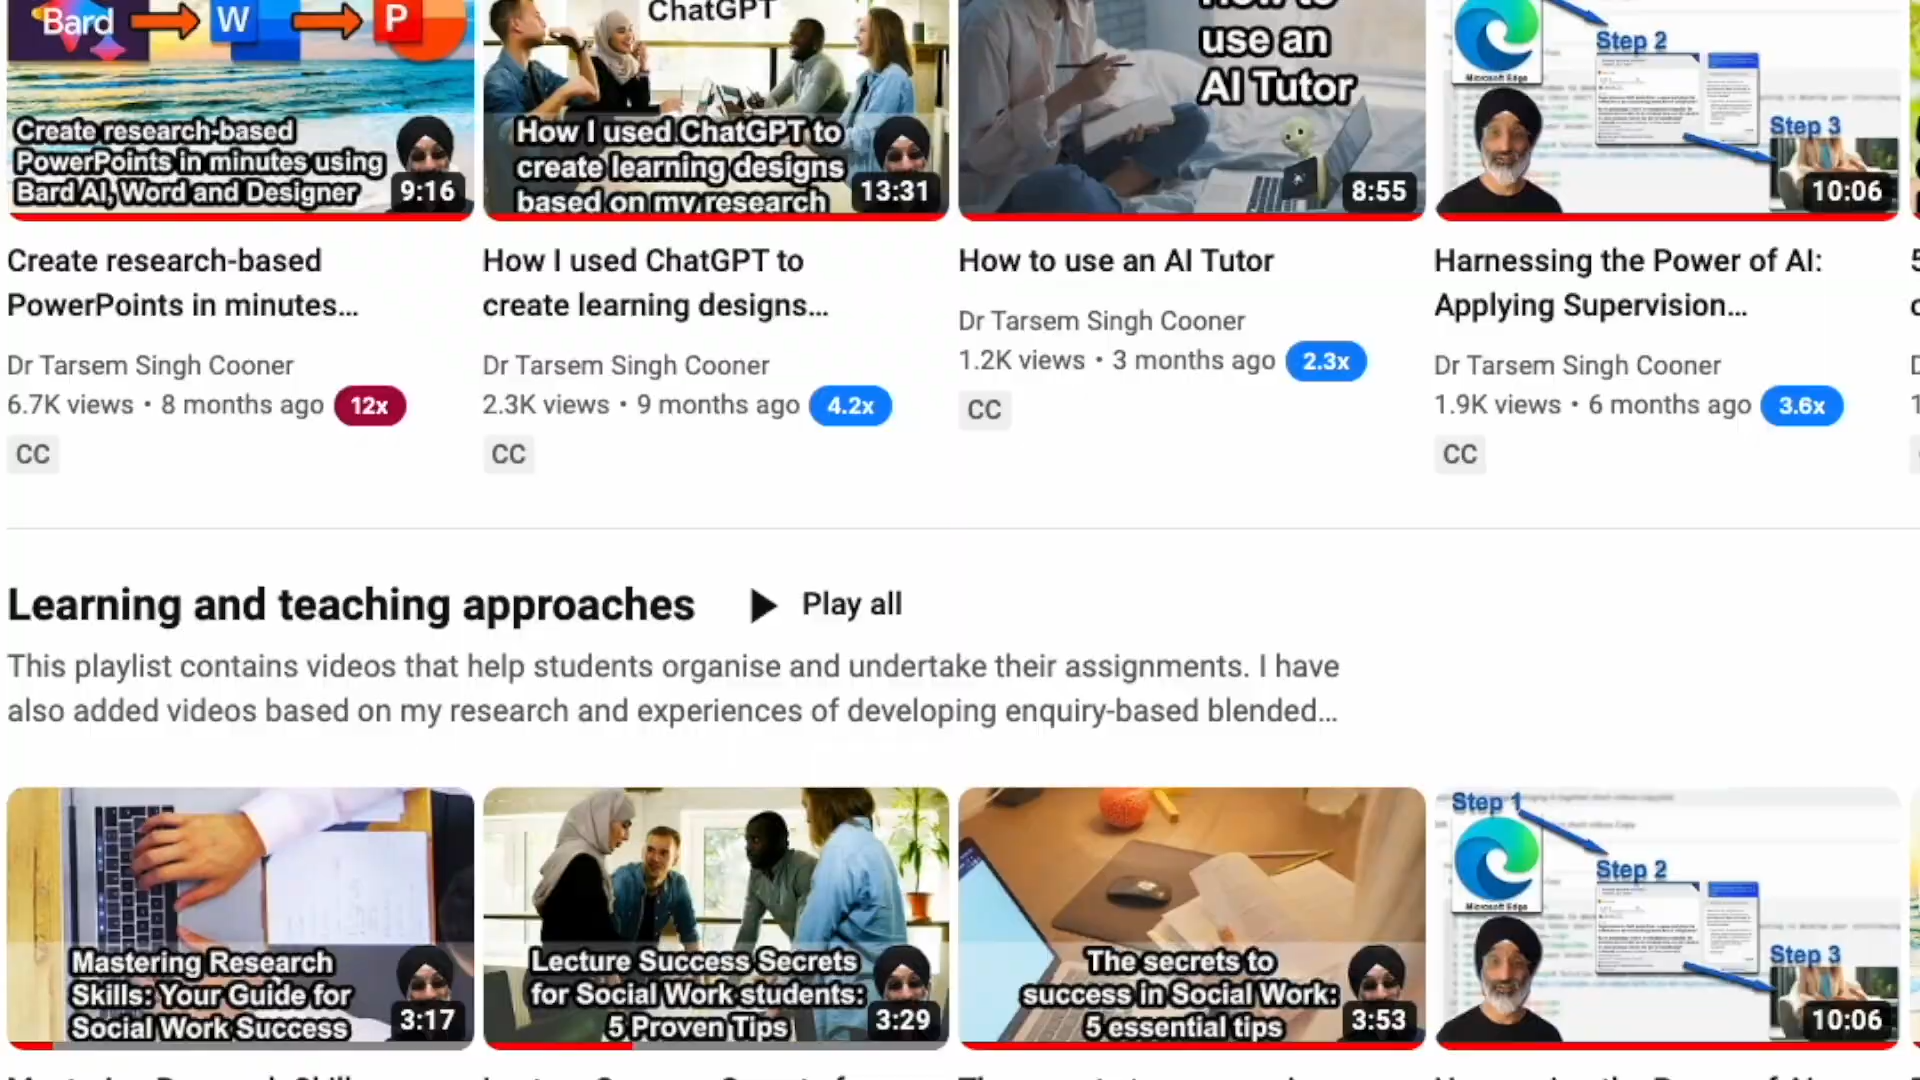 Bard
W
P
Create research-based
PowerPoints in minutes using
Bard AI, Word and Designer
9:16
ChatGPT
How I used ChatGPT to
create learning designs
based on my research
13:31
How to
use an
AI Tutor
8:55
Microsoft Edge
Step 2
Step 3
10:06
Create research-based
PowerPoints in minutes...
Dr Tarsem Singh Cooner
6.7K views • 8 months ago 12x
CC
How I used ChatGPT to
create learning designs...
Dr Tarsem Singh Cooner
2.3K views • 9 months ago 4.2x
CC
How to use an AI Tutor
Dr Tarsem Singh Cooner
1.2K views • 3 months ago 2.3x
CC
Harnessing the Power of AI:
Applying Supervision...
Dr Tarsem Singh Cooner
1.9K views • 6 months ago 3.6x
CC
Learning and teaching approaches
Play all
This playlist contains videos that help students organise and undertake their assignments. I have
also added videos based on my research and experiences of developing enquiry-based blended...
Mastering Research
Skills: Your Guide for
Social Work Success
3:17
Lecture Success Secrets
for Social Work students:
5 Proven Tips
3:29
The secrets to
success in Social Work:
5 essential tips
3:53
Step 1
Microsoft Edge
Step 2
Step 3
10:06